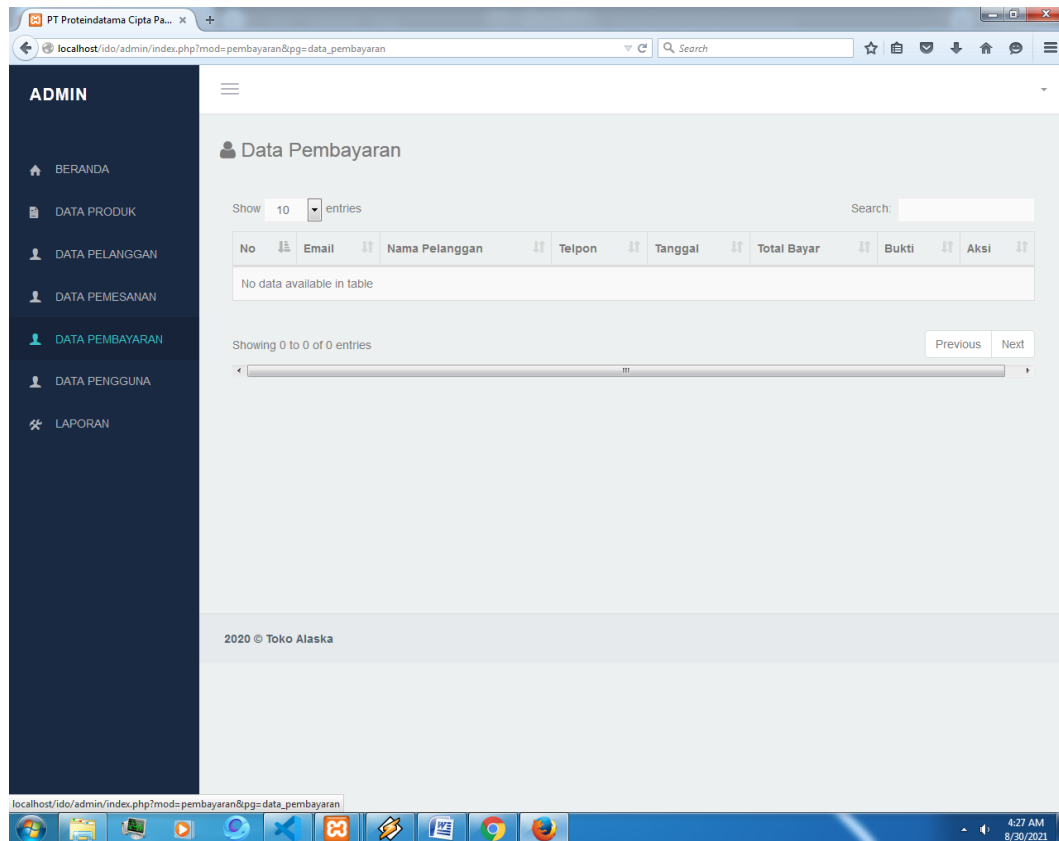 PT Proteindatama Cipta Pa...
localhost/ido/admin/index.php?mod=pembayaran&pg=data_pembayaran
Search
ADMIN
BERANDA
DATA PRODUK
DATA PELANGGAN
DATA PEMESANAN
DATA PEMBAYARAN
DATA PENGGUNA
LAPORAN
Data Pembayaran
Show 10 entries Search:
No Email Nama Pelanggan Telpon Tanggal Total Bayar Bukti Aksi
No data available in table
Showing 0 to 0 of 0 entries Previous Next
2020 © Toko Alaska
localhost/ido/admin/index.php?mod=pembayaran&pg=data_pembayaran
4:27 AM
8/30/2021